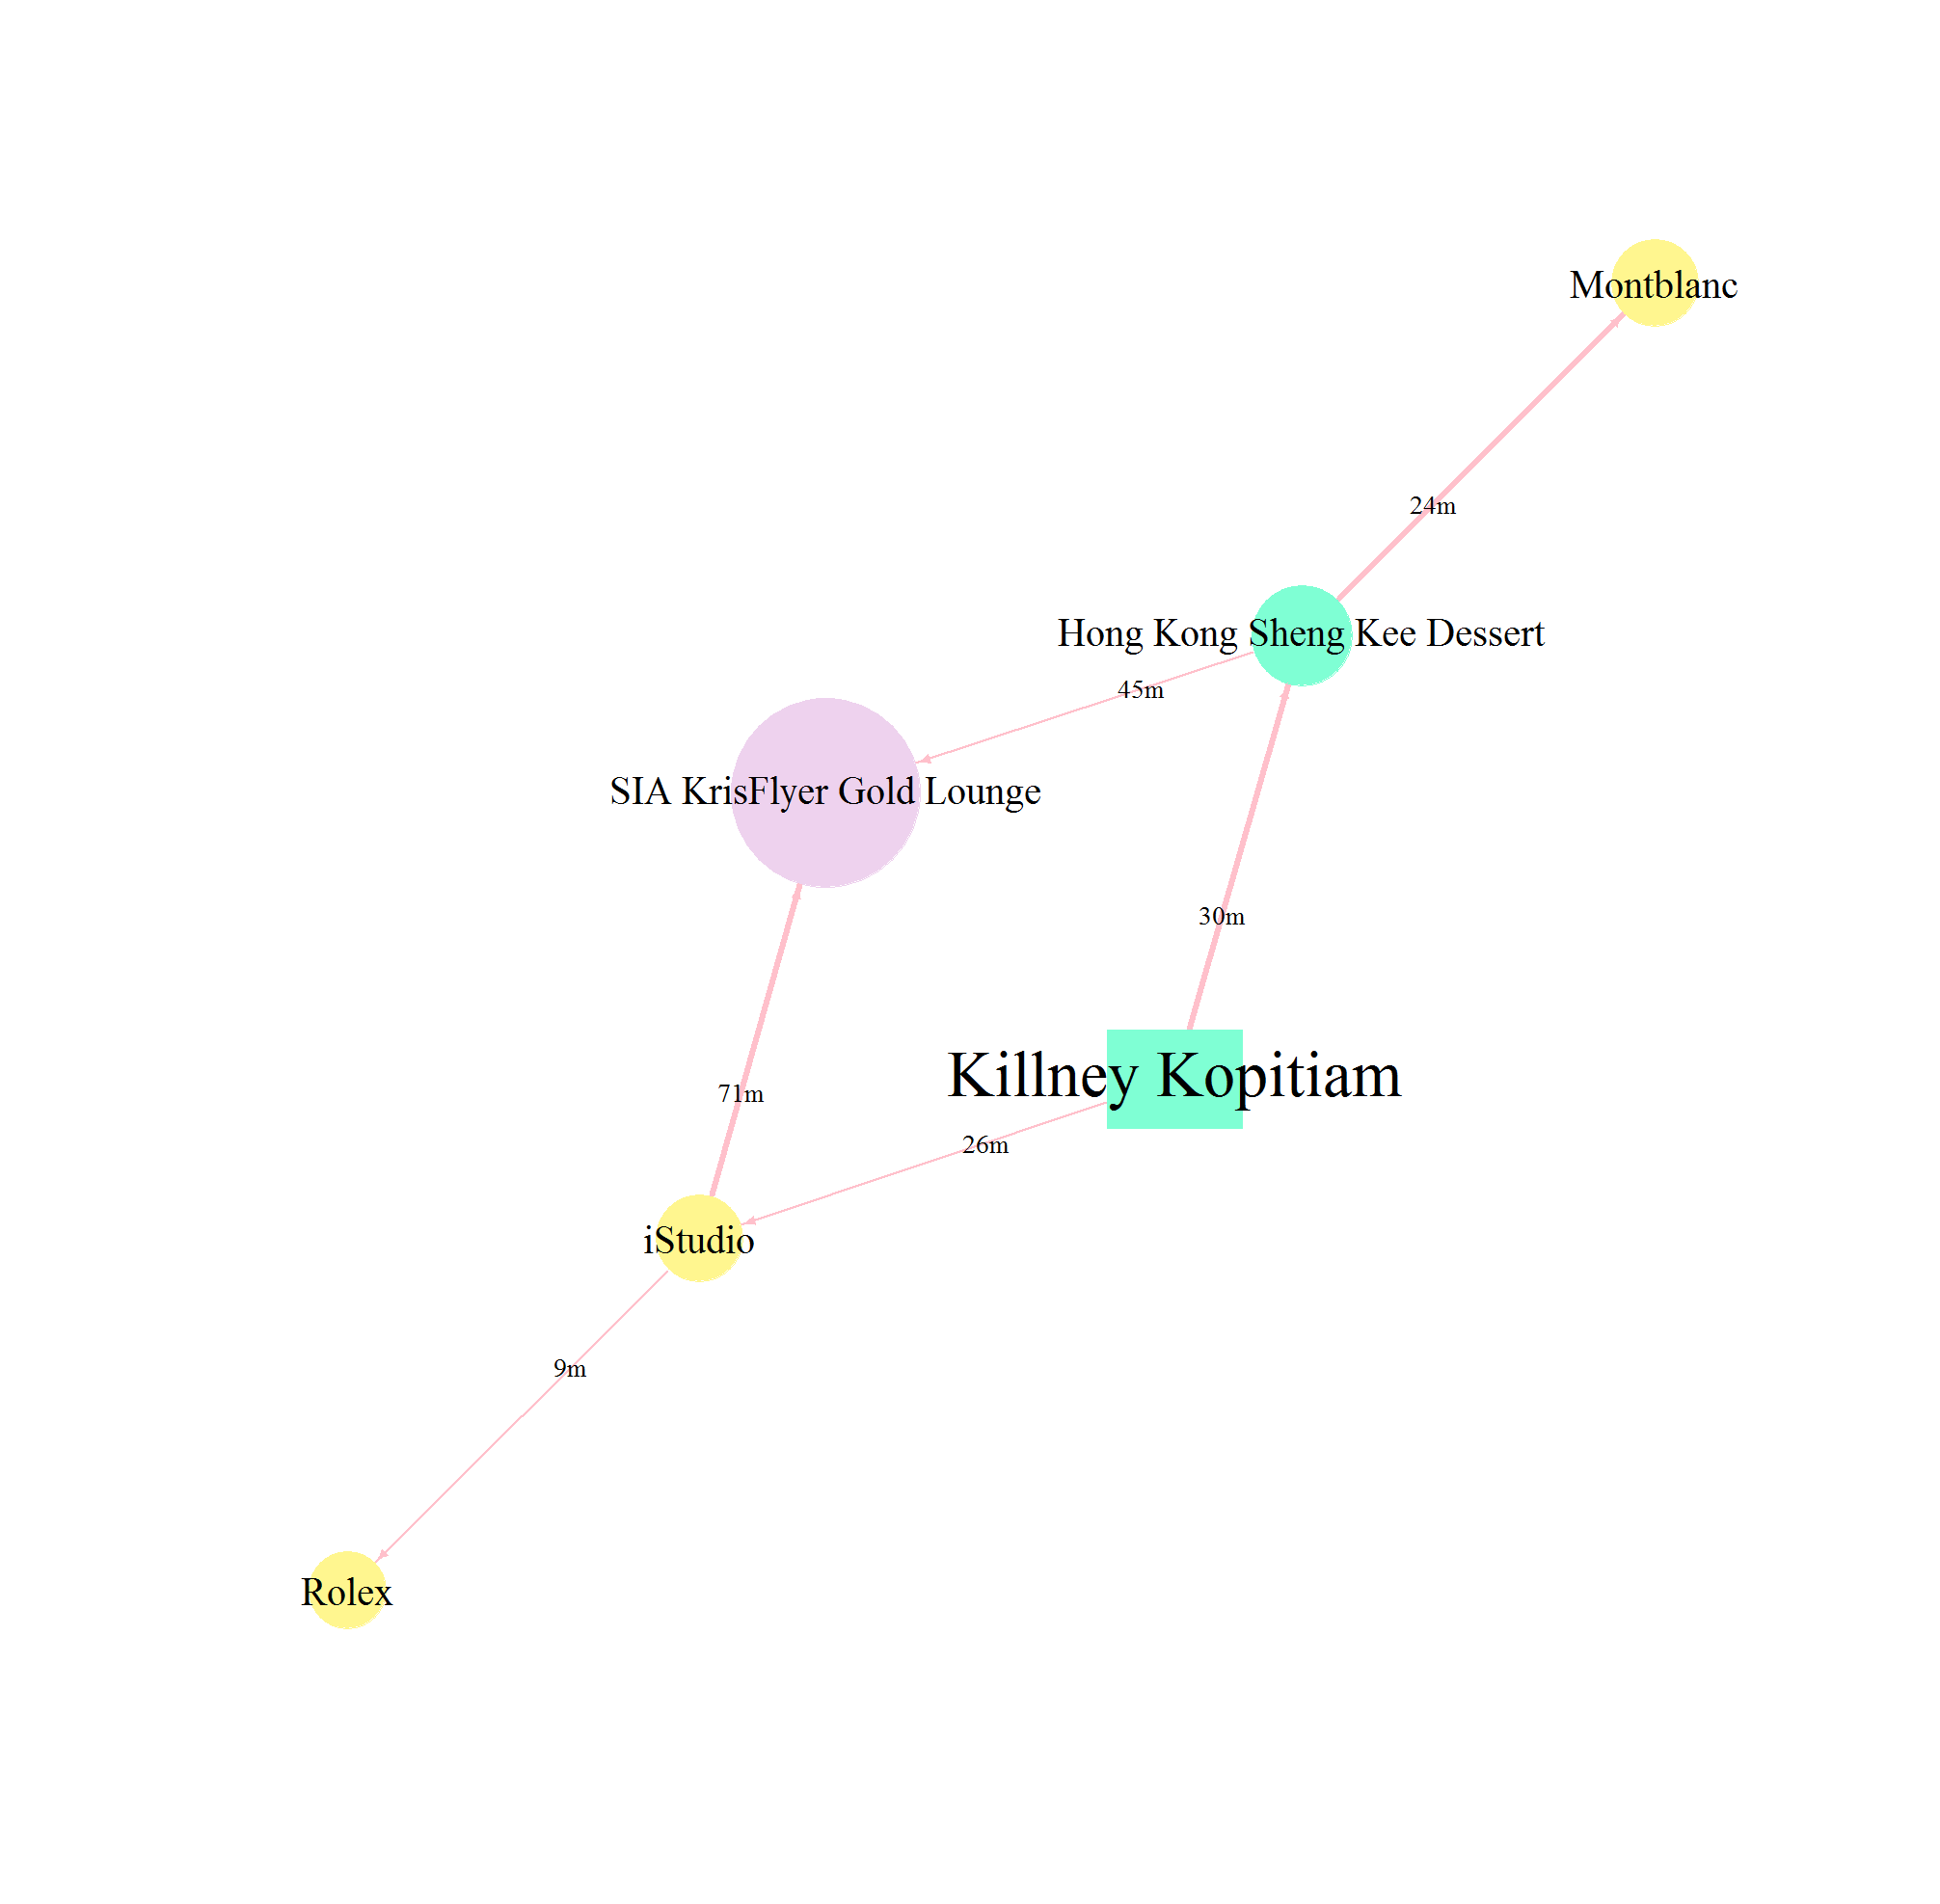 Montblanc
24m
Hong Kong Sheng Kee Dessert
45m
SIA KrisFlyer Gold Lounge
30m
Killney Kopitiam
71m
26m
iStudio
9m
Rolex